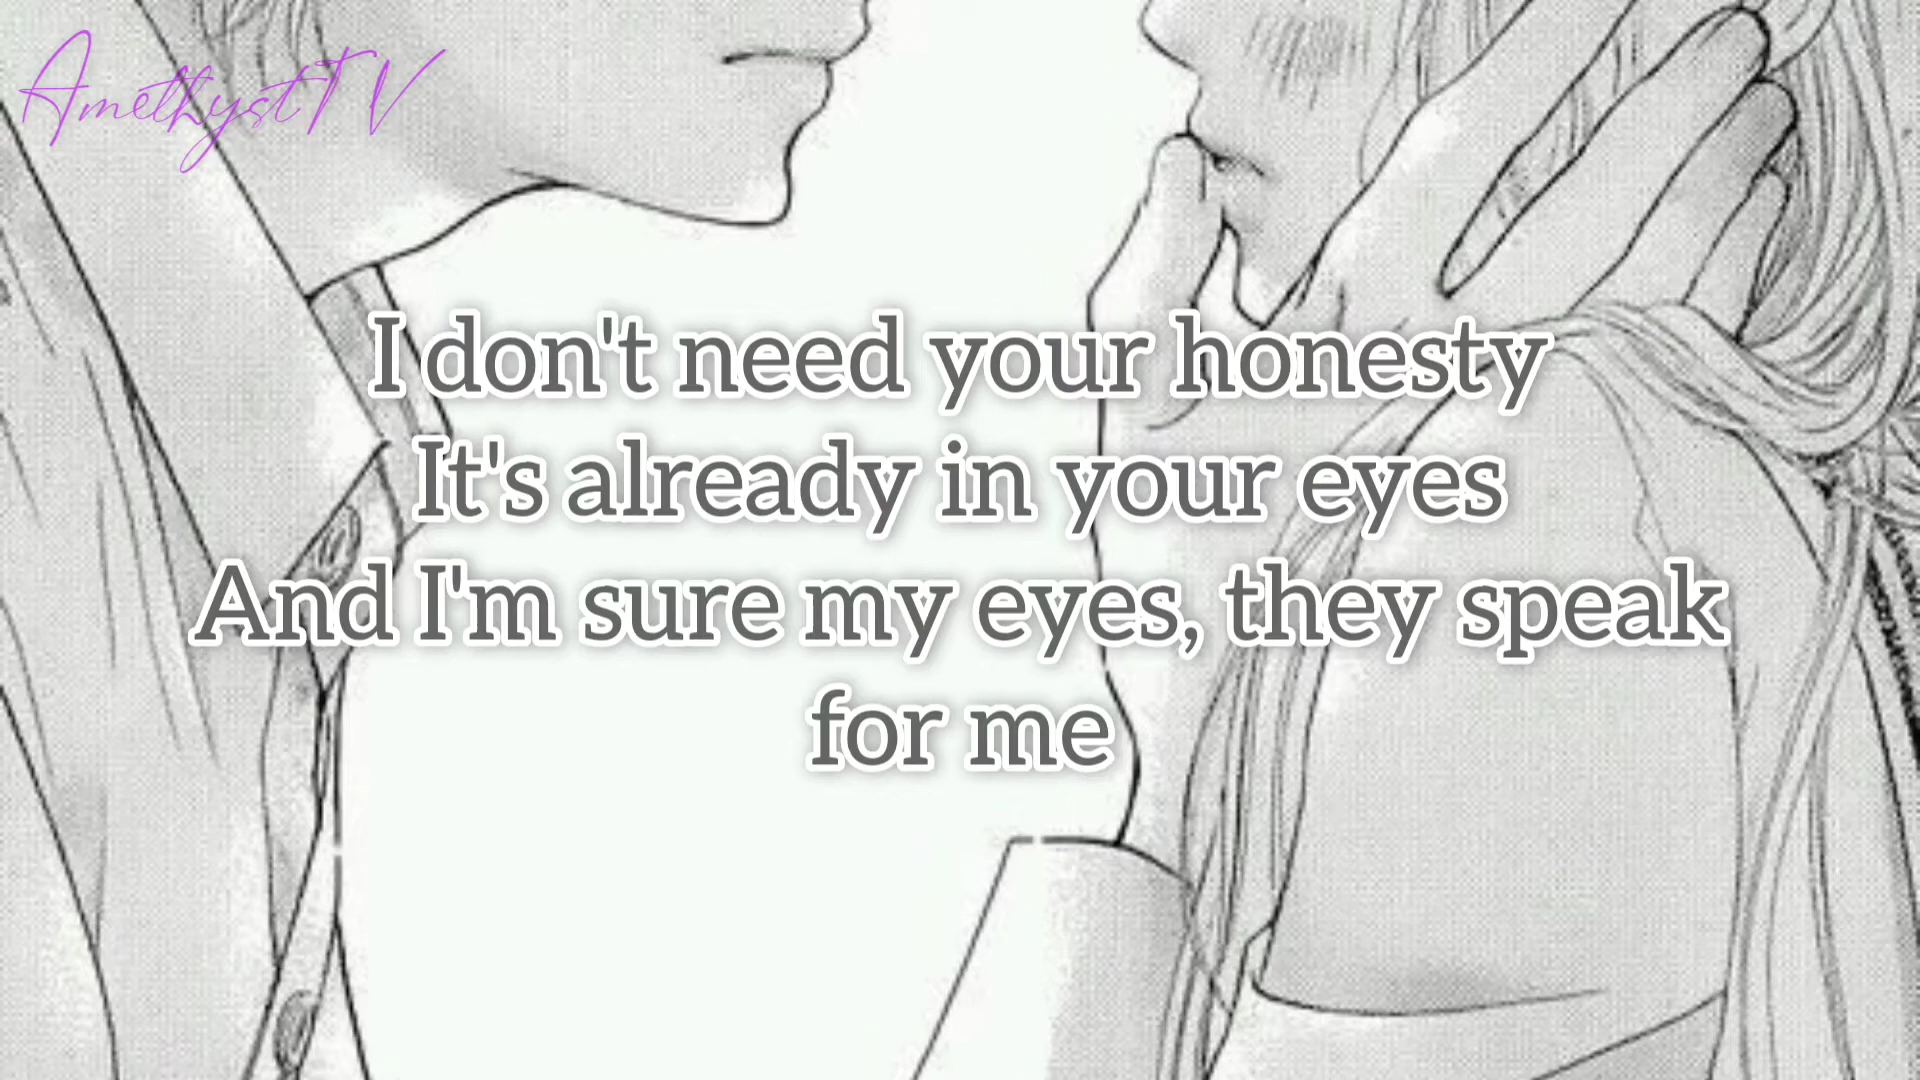 AmethystTV
I don't need your honesty
It's already in your eyes
And I'm sure my eyes, they speak
for me